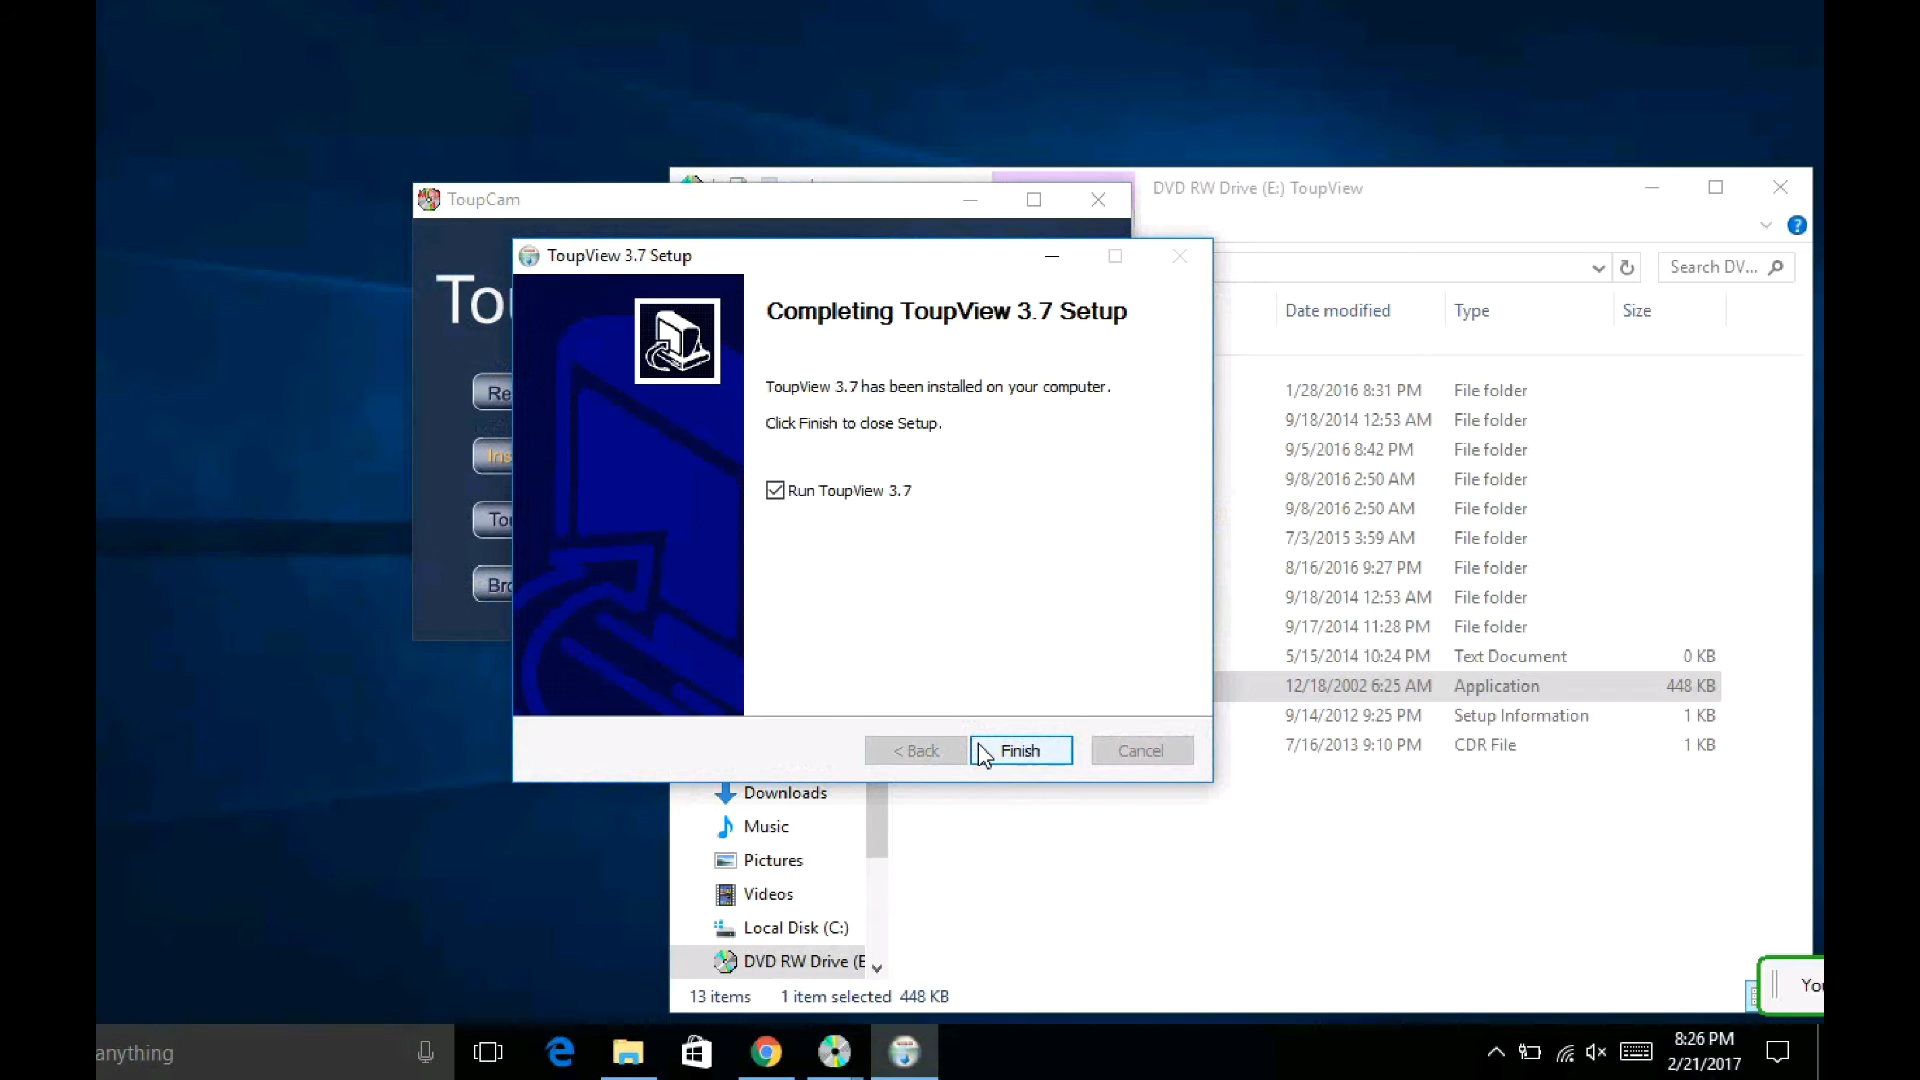 DVD RW Drive (E:) ToupView
ToupCam
ToupView 3.7 Setup
Search DV...
Completing ToupView 3.7 Setup
Date modified Type Size
ToupView 3.7 has been installed on your computer.
Click Finish to close Setup.
Run ToupView 3.7
< Back Finish Cancel
1/28/2016 8:31 PM File folder
9/18/2014 12:53 AM File folder
9/5/2016 8:42 PM File folder
9/8/2016 2:50 AM File folder
9/8/2016 2:50 AM File folder
7/3/2015 3:59 AM File folder
8/16/2016 9:27 PM File folder
9/18/2014 12:53 AM File folder
9/17/2014 11:28 PM File folder
5/15/2014 10:24 PM Text Document 0 KB
12/18/2002 6:25 AM Application 448 KB
9/14/2012 9:25 PM Setup Information 1 KB
7/16/2013 9:10 PM CDR File 1 KB
Tou
Re
Ins
Tou
Bro
Downloads
Music
Pictures
Videos
Local Disk (C:)
DVD RW Drive (E
13 items 1 item selected 448 KB
You
anything
8:26 PM
2/21/2017